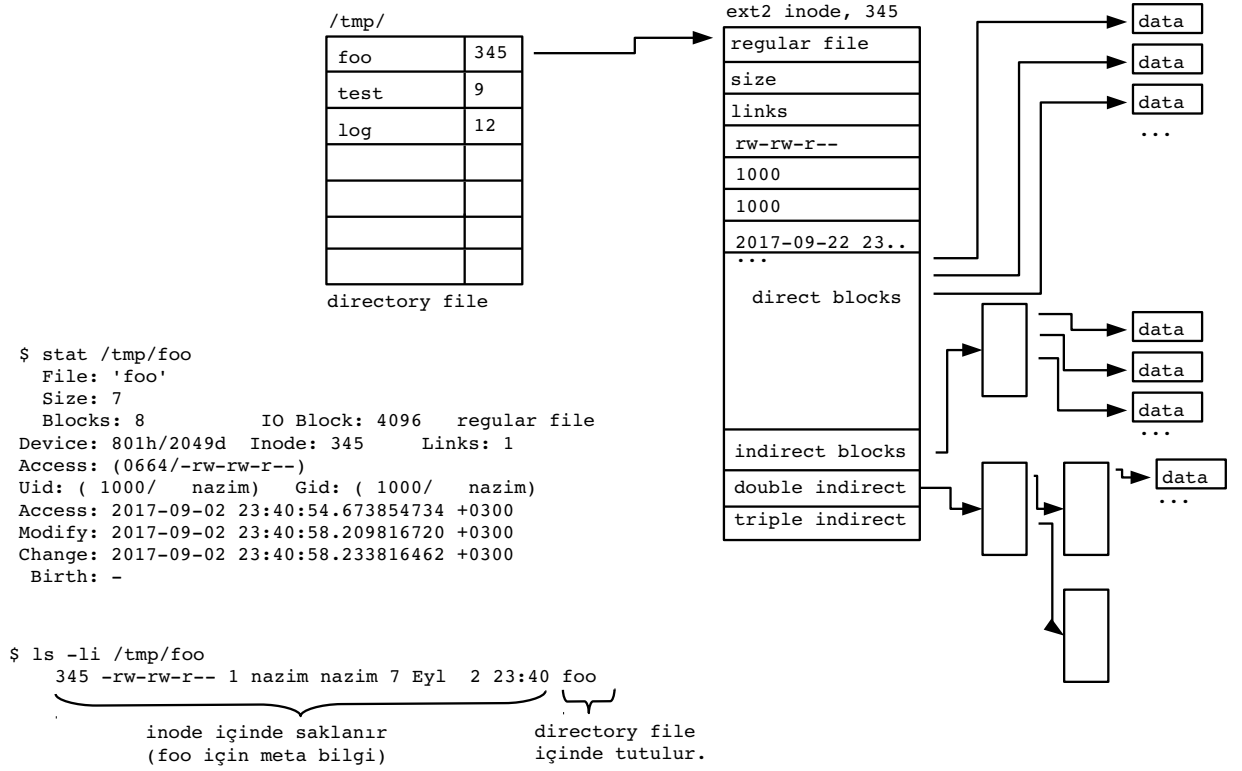 /tmp/
foo 345
test 9
log 12
directory file
ext2 inode, 345
regular file
size
links
rw-rw-r--
1000
1000
2017-09-22 23..
...
direct blocks
indirect blocks
double indirect
triple indirect
data
data
data
...
data
data
data
...
data
...
$ stat /tmp/foo
File: 'foo'
Size: 7
Blocks: 8 IO Block: 4096 regular file
Device: 801h/2049d Inode: 345 Links: 1
Access: (0664/-rw-rw-r--)
Uid: ( 1000/ nazim) Gid: ( 1000/ nazim)
Access: 2017-09-02 23:40:54.673854734 +0300
Modify: 2017-09-02 23:40:58.209816720 +0300
Change: 2017-09-02 23:40:58.233816462 +0300
Birth: -
$ ls -li /tmp/foo
345 -rw-rw-r-- 1 nazim nazim 7 Eyl 2 23:40 foo
inode içinde saklanır
(foo için meta bilgi)
directory file
içinde tutulur.